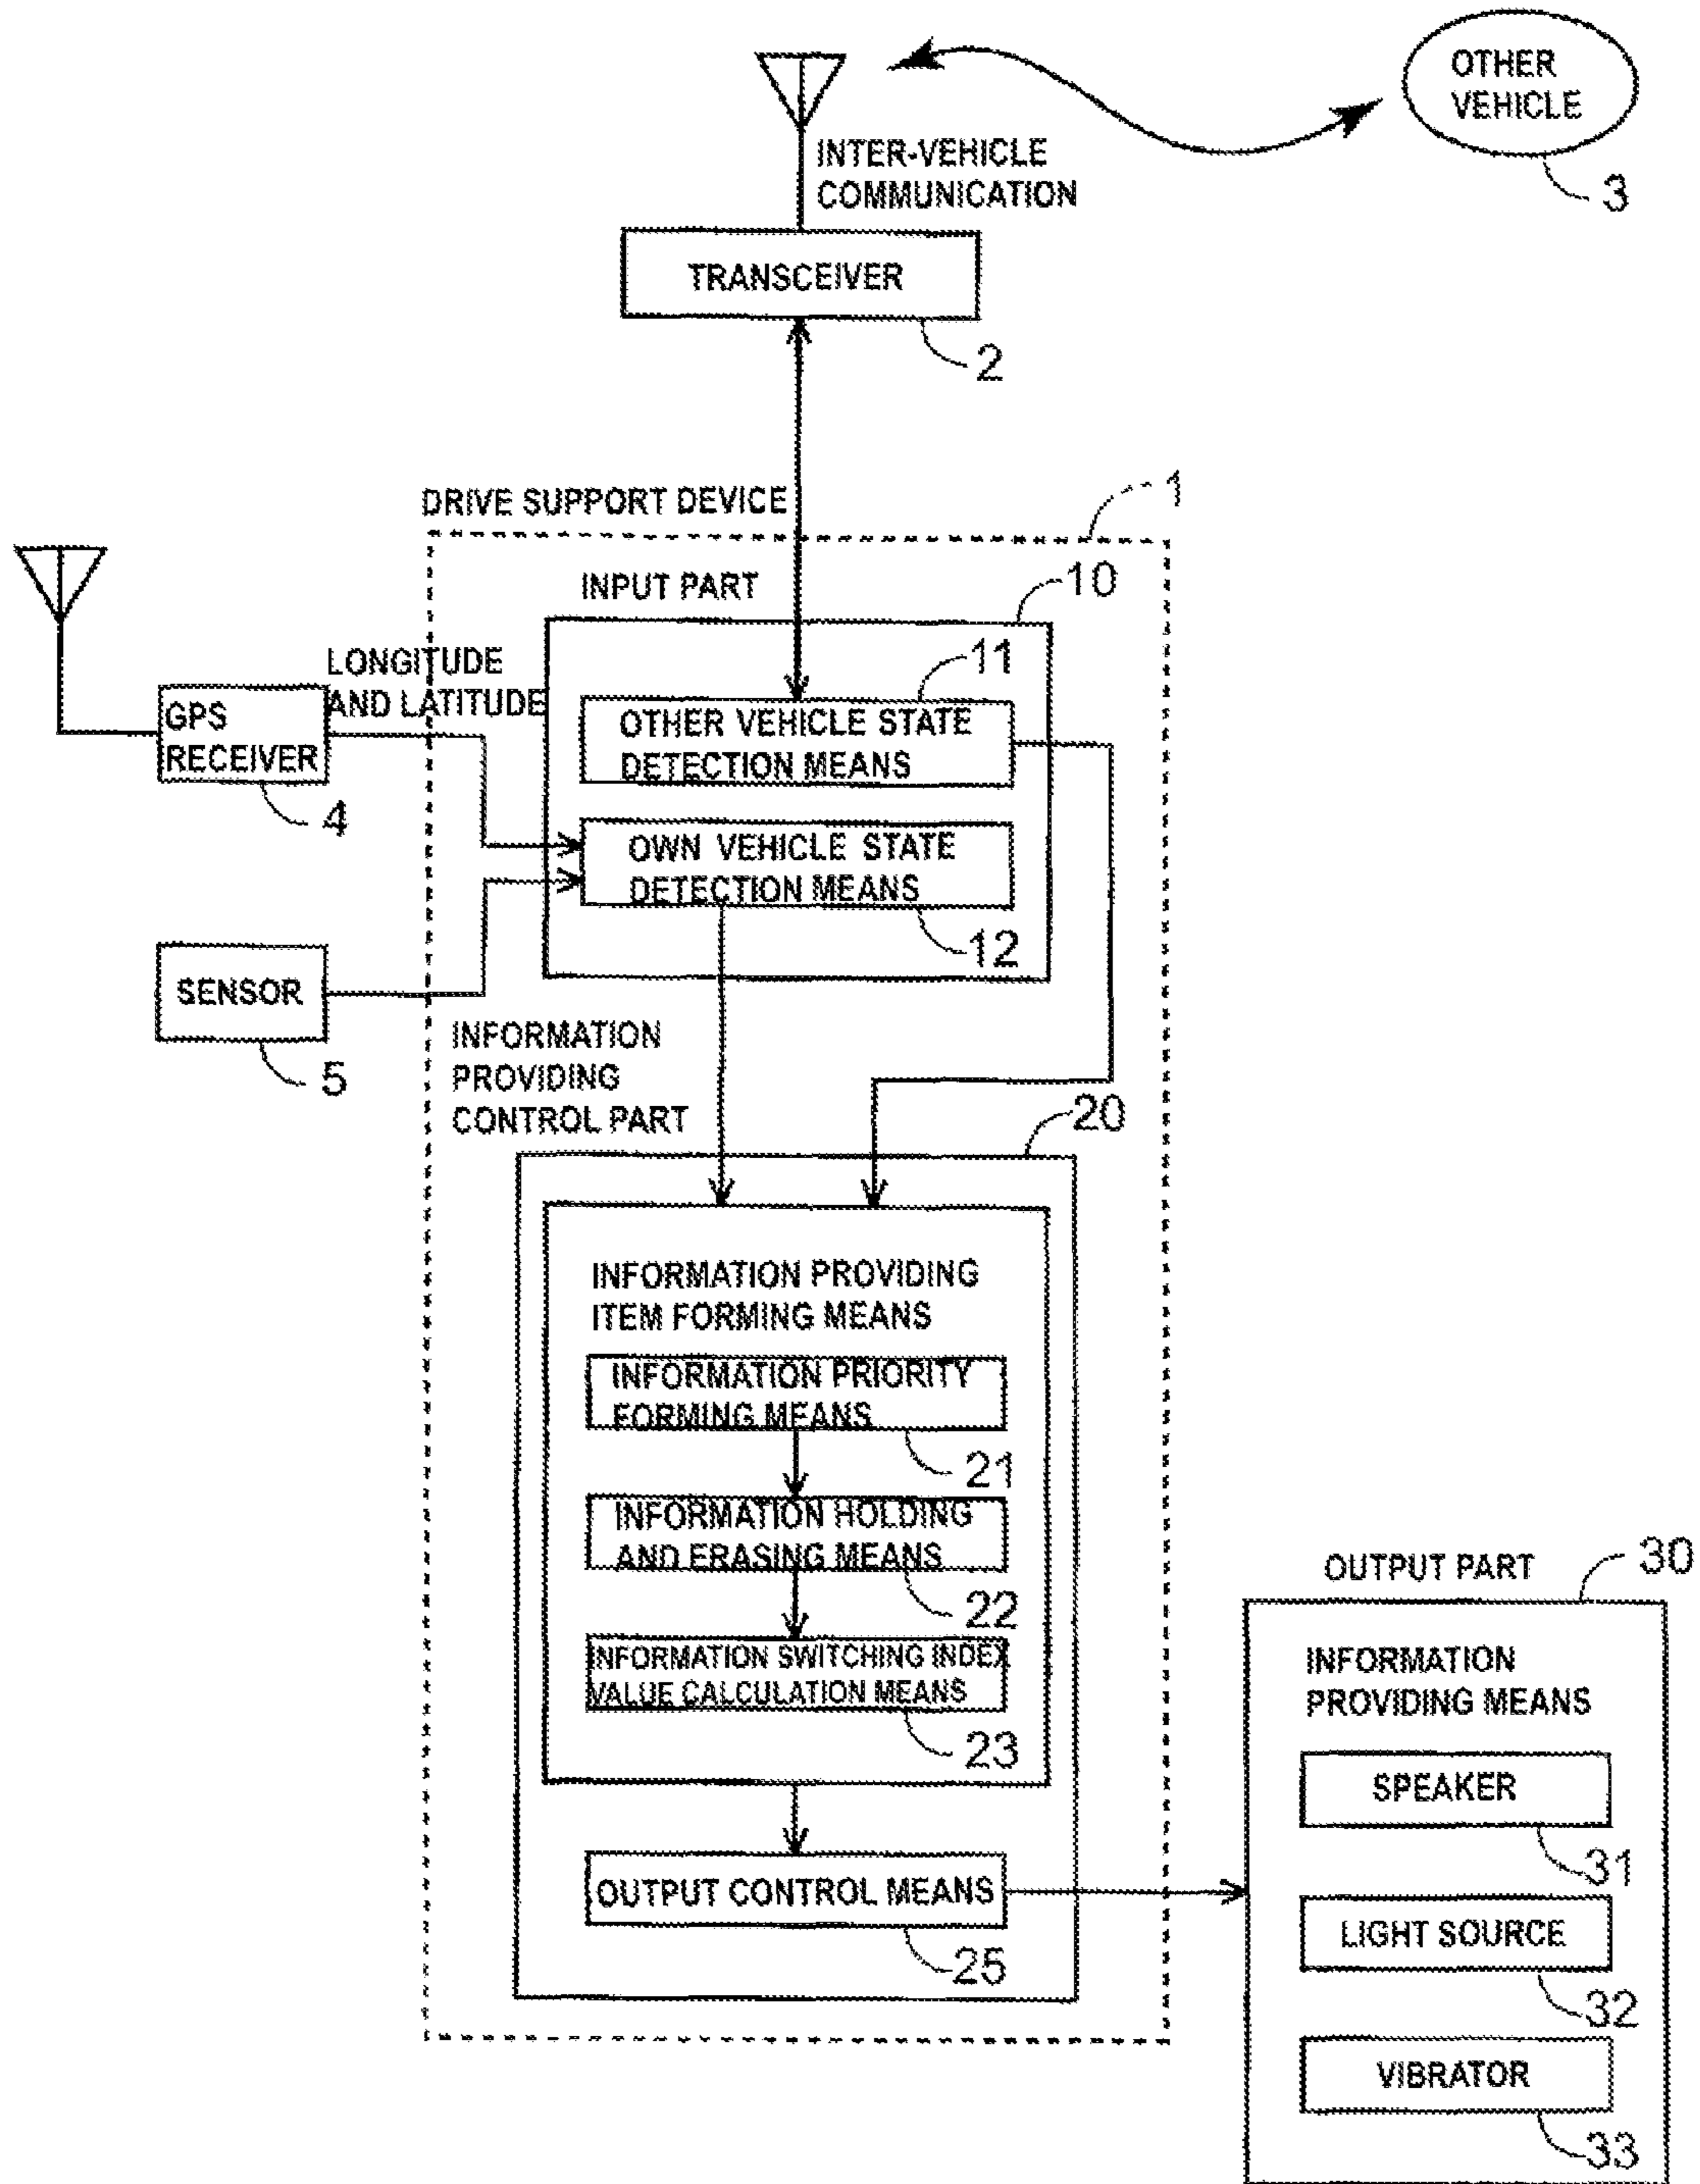 OTHER
VEHICLE
3
INTER-VEHICLE
COMMUNICATION
TRANSCEIVER
2
DRIVE SUPPORT DEVICE
1
INPUT PART
10
LONGITUDE
AND LATITUDE
GPS
RECEIVER
4
11
OTHER VEHICLE STATE
DETECTION MEANS
OWN VEHICLE STATE
DETECTION MEANS
12
SENSOR
5
INFORMATION
PROVIDING
CONTROL PART
20
INFORMATION PROVIDING
ITEM FORMING MEANS
INFORMATION PRIORITY
FORMING MEANS
21
INFORMATION HOLDING
AND ERASING MEANS
22
INFORMATION SWITCHING INDEX
VALUE CALCULATION MEANS
23
OUTPUT CONTROL MEANS
25
OUTPUT PART
30
INFORMATION
PROVIDING MEANS
SPEAKER
31
LIGHT SOURCE
32
VIBRATOR
33